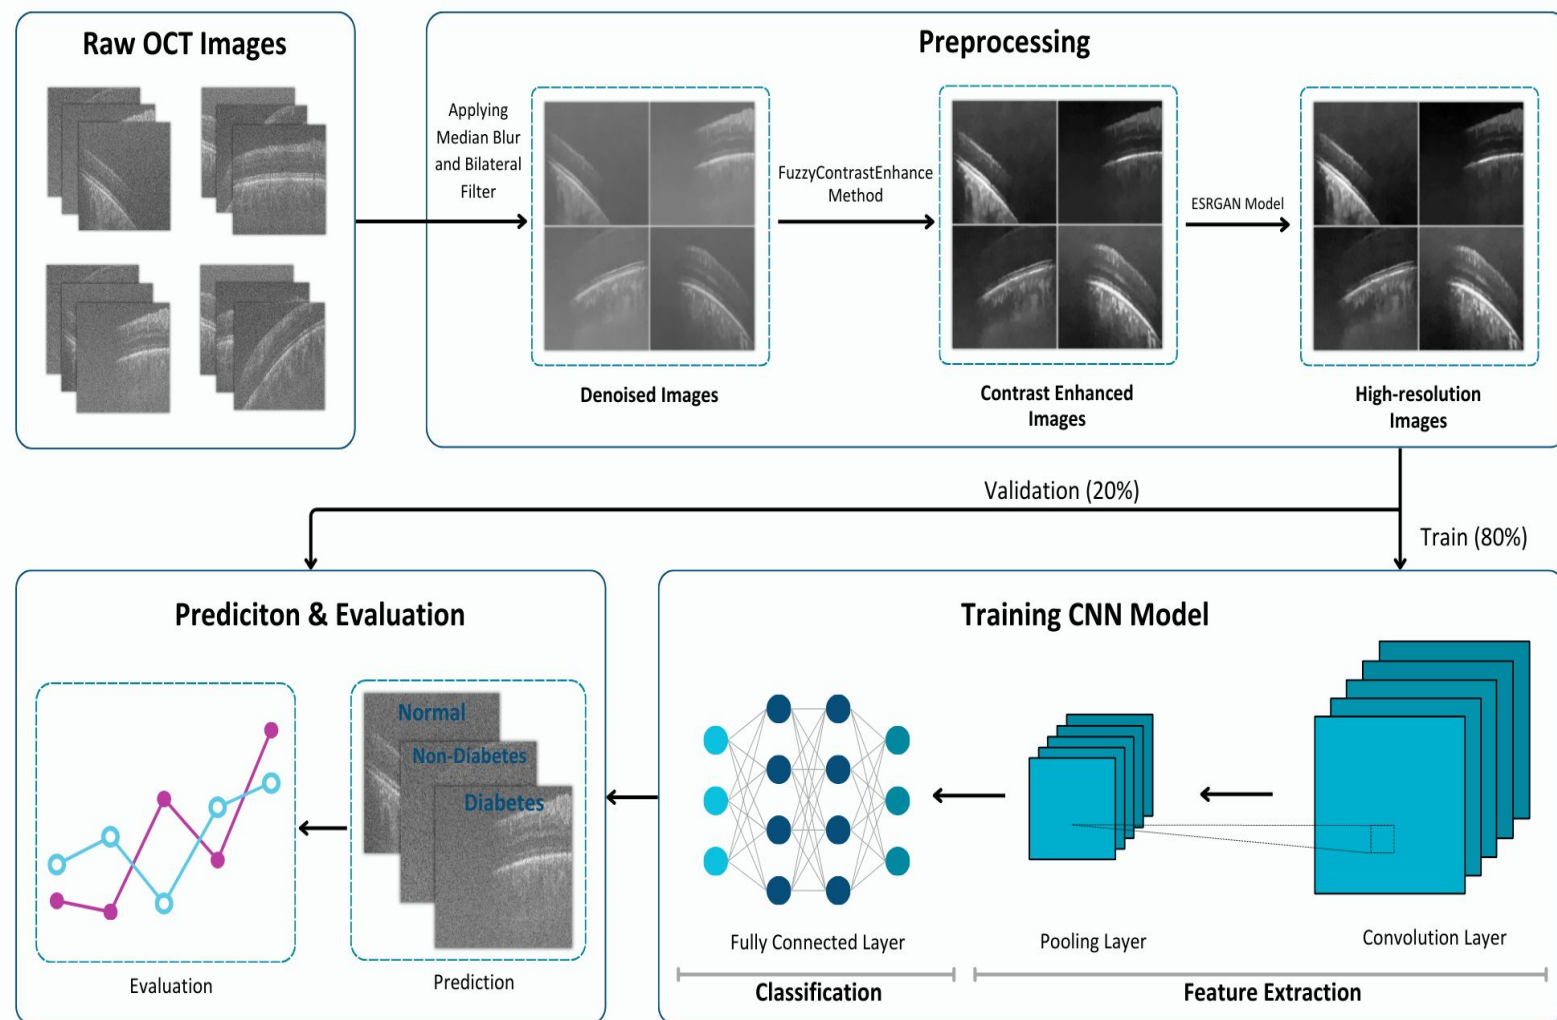 Raw OCT Images
Preprocessing
Applying
Median Blur
and Bilateral
Filter
FuzzyContrastEnhance
Method
ESRGAN Model
Denoised Images
Contrast Enhanced
Images
High-resolution
Images
Validation (20%)
Train (80%)
Prediciton & Evaluation
Normal
Non-Diabetes
Diabetes
Evaluation
Prediction
Training CNN Model
Fully Connected Layer
Pooling Layer
Convolution Layer
Classification
Feature Extraction